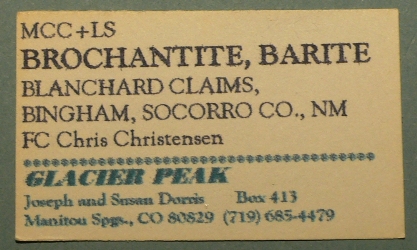 MCC+LS
BROCHANTITE, BARITE
BLANCHARD CLAIMS,
BINGHAM, SOCORRO CO., NM
FC Chris Christensen
GLACIER PEAK
Joseph and Susan Dorris Box 413
Manitou Spgs., CO 80829 (719) 685-4479